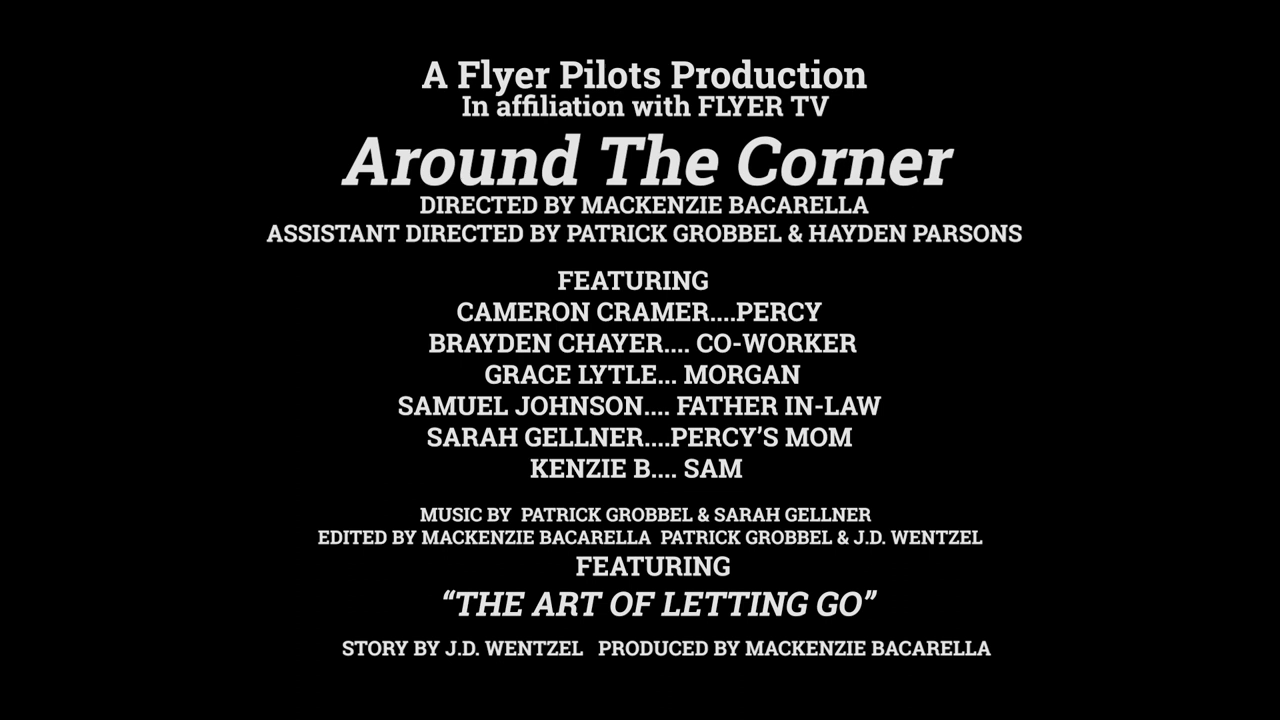 A Flyer Pilots Production
In affiliation with FLYER TV
Around The Corner
DIRECTED BY MACKENZIE BACARELLA
ASSISTANT DIRECTED BY PATRICK GROBBEL & HAYDEN PARSONS
FEATURING
CAMERON CRAMER....PERCY
BRAYDEN CHAYER.... CO-WORKER
GRACE LYTLE... MORGAN
SAMUEL JOHNSON.... FATHER IN-LAW
SARAH GELLNER....PERCY’S MOM
KENZIE B.... SAM
MUSIC BY  PATRICK GROBBEL & SARAH GELLNER
EDITED BY MACKENZIE BACARELLA  PATRICK GROBBEL & J.D. WENTZEL
FEATURING
“THE ART OF LETTING GO”
STORY BY J.D. WENTZEL   PRODUCED BY MACKENZIE BACARELLA